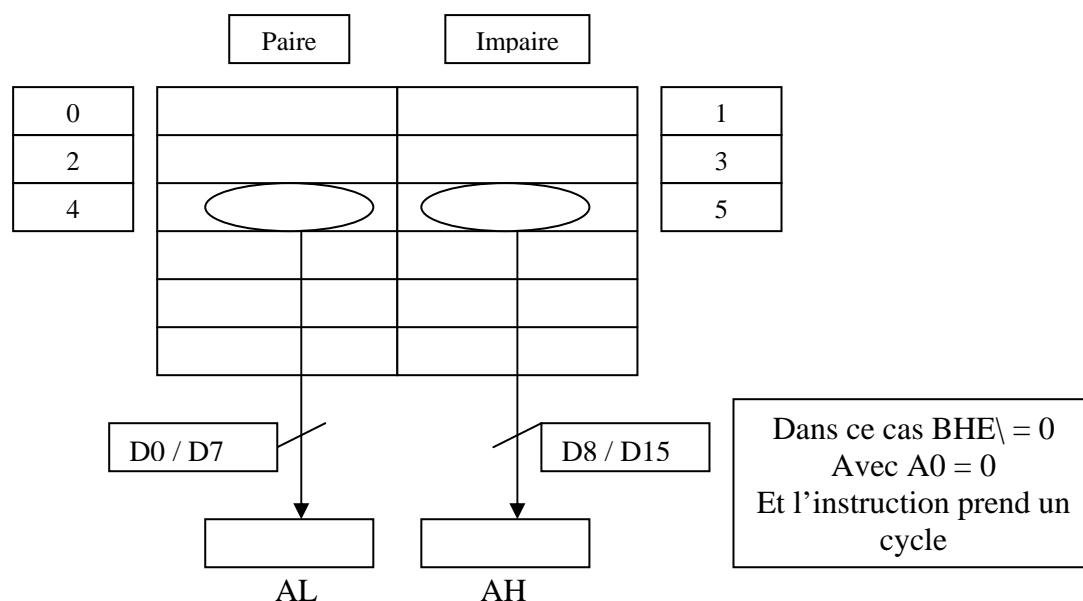 Paire
Impaire
0
1
2
3
4
5
D0 / D7
D8 / D15
Dans ce cas BHE\ = 0
Avec A0 = 0
Et l'instruction prend un
cycle
AL
AH